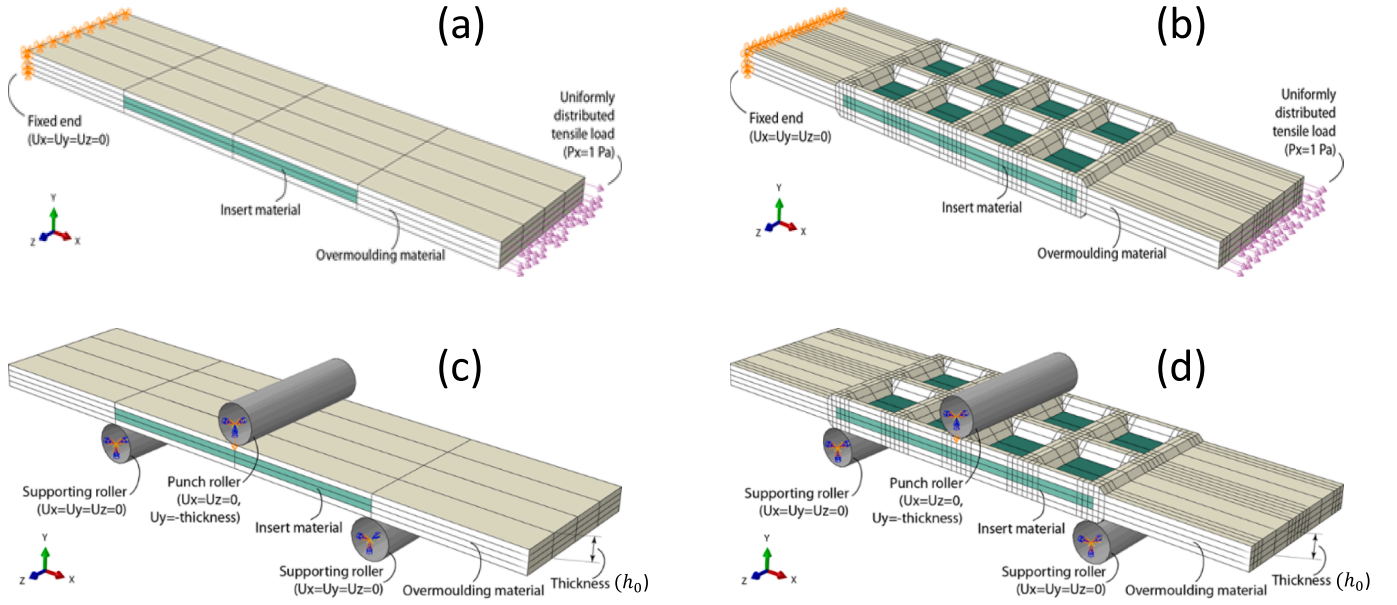 (a)
Fixed end
(Ux=Uy=Uz=0)
Uniformly
distributed
tensile load
(Px=1 Pa)
Insert material
Overmoulding material
Y
Z
X
(b)
Fixed end
(Ux=Uy=Uz=0)
Uniformly
distributed
tensile load
(Px=1 Pa)
Insert material
Overmoulding material
Y
Z
X
(c)
Supporting roller
(Ux=Uy=Uz=0)
Punch roller
(Ux=Uz=0,
Uy=-thickness)
Insert material
Supporting roller
(Ux=Uy=Uz=0)
Overmoulding material
Thickness (h₀)
Y
Z
X
(d)
Supporting roller
(Ux=Uy=Uz=0)
Punch roller
(Ux=Uz=0,
Uy=-thickness)
Insert material
Supporting roller
(Ux=Uy=Uz=0)
Overmoulding material
Thickness (h₀)
Y
Z
X